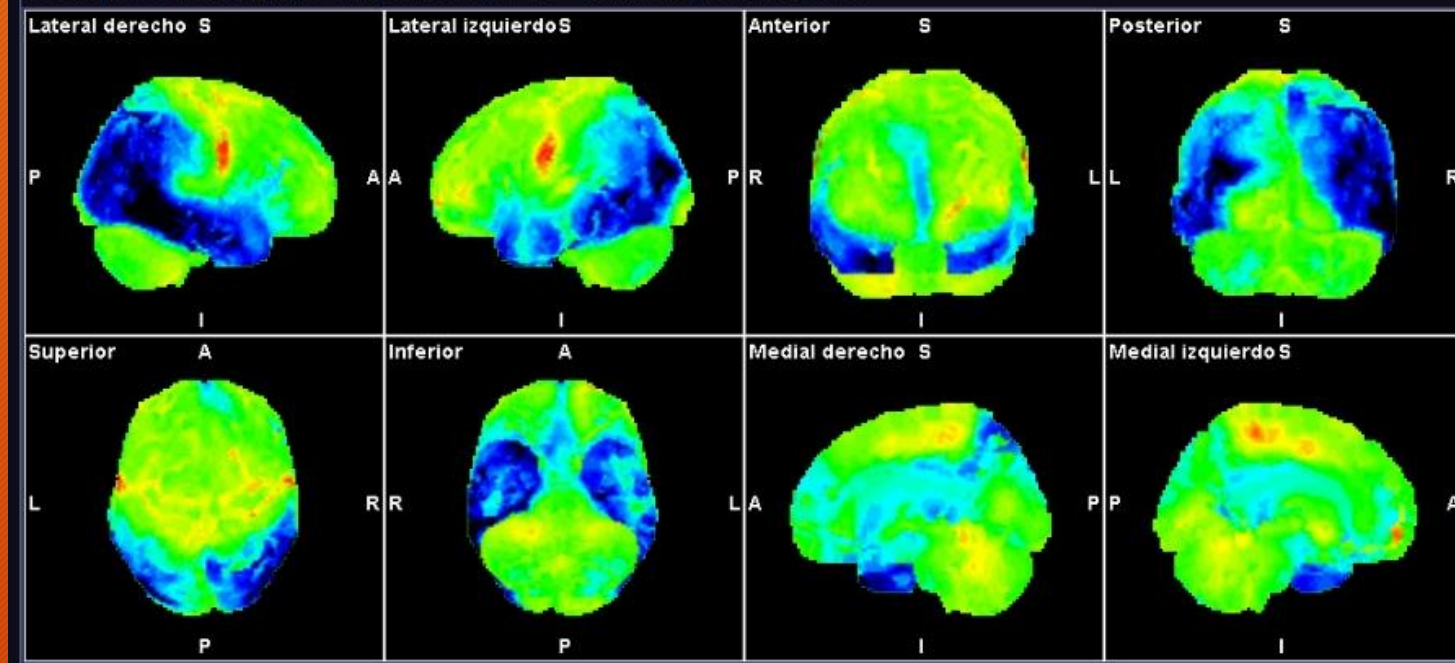 Lateral derecho S
P
A
I
Lateral izquierdo S
A
P
I
Anterior S
R
L
I
Posterior S
L
R
I
Superior A
L
R
P
Inferior A
R
L
P
Medial derecho S
A
P
I
Medial izquierdo S
P
A
I